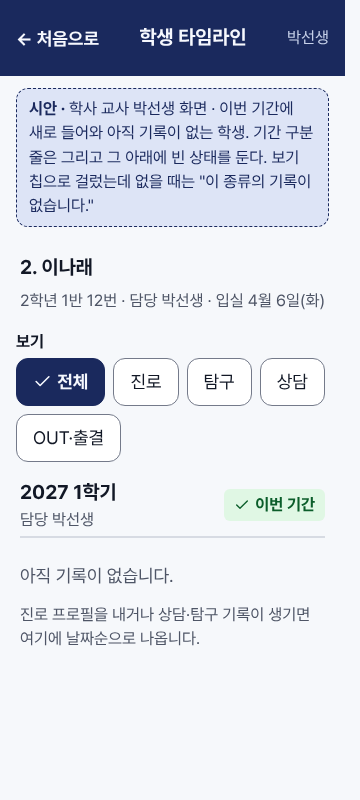 ← 처음으로
학생 타임라인
박선생
시안 · 학사 교사 박선생 화면 · 이번 기간에
새로 들어와 아직 기록이 없는 학생. 기간 구분
줄은 그리고 그 아래에 빈 상태를 둔다. 보기
칩으로 걸렀는데 없을 때는 "이 종류의 기록이
없습니다."
2. 이나래
2학년 1반 12번 · 담당 박선생 · 입실 4월 6일(화)
보기
✓ 전체
진로
탐구
상담
OUT·출결
2027 1학기
담당 박선생
✓ 이번 기간
아직 기록이 없습니다.
진로 프로필을 내거나 상담·탐구 기록이 생기면
여기에 날짜순으로 나옵니다.